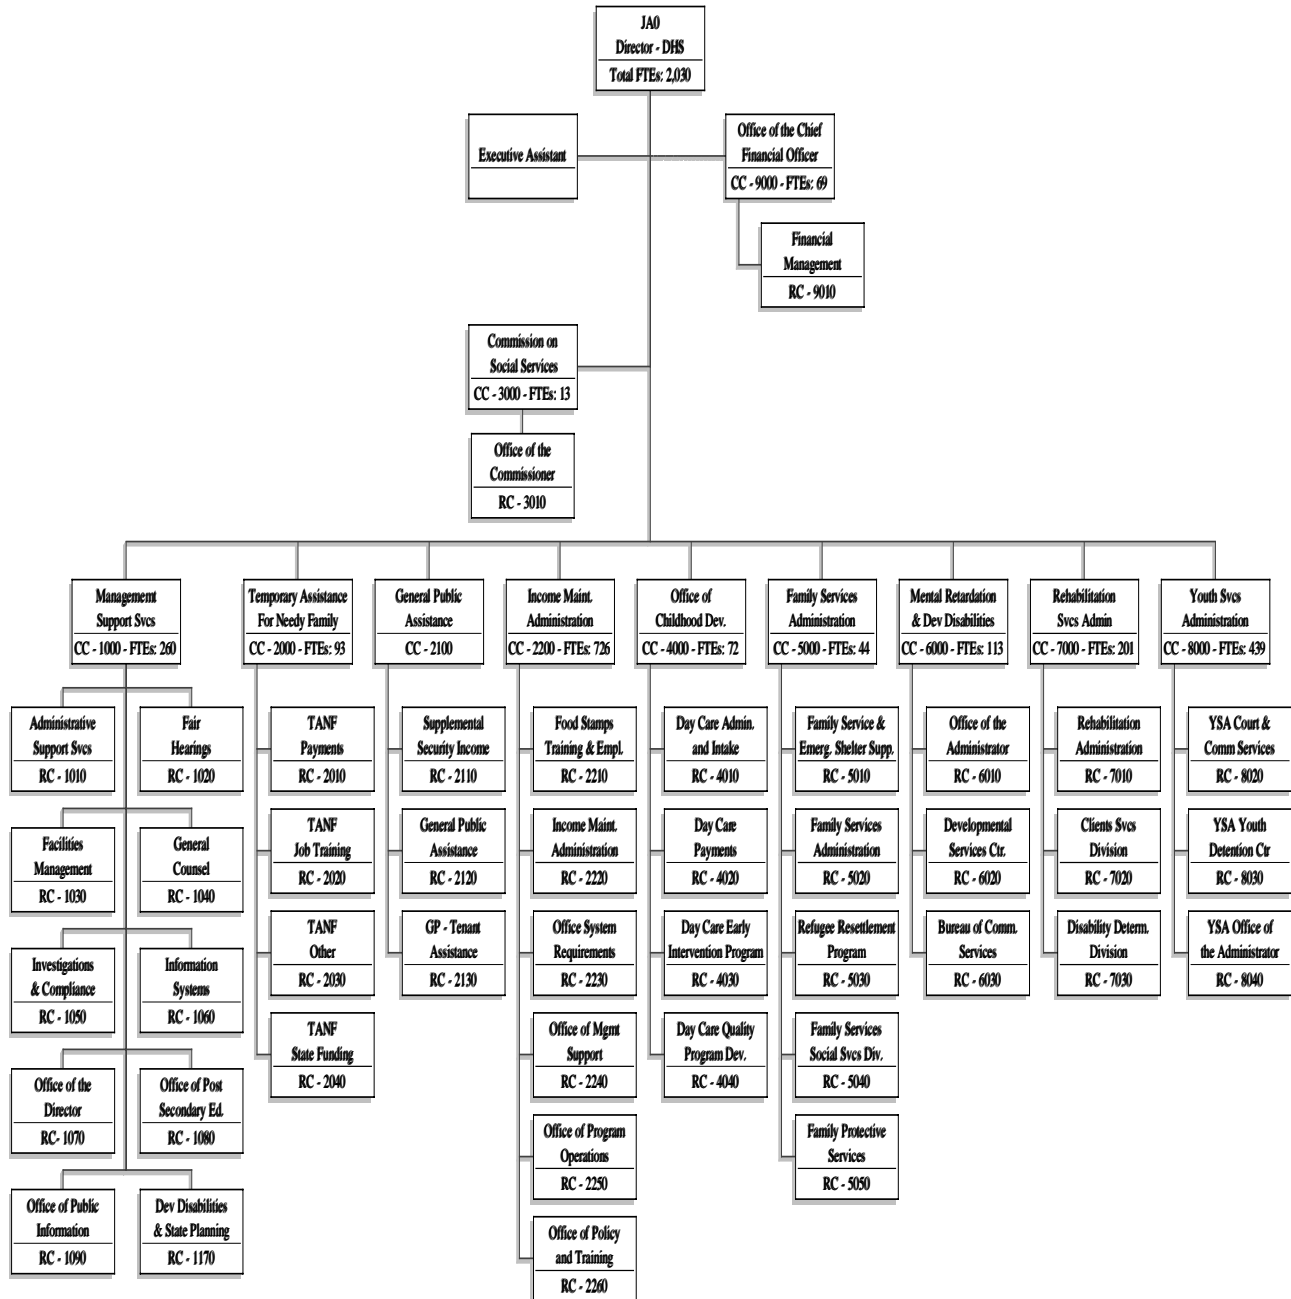 JA0
Director - DHS
Total FTEs: 2,030
Executive Assistant
Office of the Chief
Financial Officer
CC - 9000 - FTEs: 69
Financial
Management
RC - 9010
Commission on
Social Services
CC - 3000 - FTEs: 13
Office of the
Commissioner
RC - 3010
Management
Support Svcs
CC - 1000 - FTEs: 260
Administrative
Support Svcs
RC - 1010
Fair
Hearings
RC - 1020
Facilities
Management
RC - 1030
General
Counsel
RC - 1040
Investigations
& Compliance
RC - 1050
Information
Systems
RC - 1060
Office of the
Director
RC- 1070
Office of Post
Secondary Ed.
RC - 1080
Office of Public
Information
RC - 1090
Dev Disabilities
& State Planning
RC - 1170
Temporary Assistance
For Needy Family
CC - 2000 - FTEs: 93
TANF
Payments
RC - 2010
TANF
Job Training
RC - 2020
TANF
Other
RC - 2030
TANF
State Funding
RC - 2040
General Public
Assistance
CC - 2100
Supplemental
Security Income
RC - 2110
General Public
Assistance
RC - 2120
GP - Tenant
Assistance
RC - 2130
Income Maint.
Administration
CC - 2200 - FTEs: 726
Food Stamps
Training & Empl.
RC - 2210
Income Maint.
Administration
RC - 2220
Office System
Requirements
RC - 2230
Office of Mgmt
Support
RC - 2240
Office of Program
Operations
RC - 2250
Office of Policy
and Training
RC - 2260
Office of
Childhood Dev.
CC - 4000 - FTEs: 72
Day Care Admin.
and Intake
RC - 4010
Day Care
Payments
RC - 4020
Day Care Early
Intervention Program
RC - 4030
Day Care Quality
Program Dev.
RC - 4040
Family Services
Administration
CC - 5000 - FTEs: 44
Family Service &
Emerg. Shelter Supp.
RC - 5010
Family Services
Administration
RC - 5020
Refugee Resettlement
Program
RC - 5030
Family Services
Social Svcs Div.
RC - 5040
Family Protective
Services
RC - 5050
Mental Retardation
& Dev Disabilities
CC - 6000 - FTEs: 113
Office of the
Administrator
RC - 6010
Developmental
Services Ctr.
RC - 6020
Bureau of Comm.
Services
RC - 6030
Rehabilitation
Svcs Admin
CC - 7000 - FTEs: 201
Rehabilitation
Administration
RC - 7010
Clients Svcs
Division
RC - 7020
Disability Determ.
Division
RC - 7030
Youth Svcs
Administration
CC - 8000 - FTEs: 439
YSA Court &
Comm Services
RC - 8020
YSA Youth
Detention Ctr
RC - 8030
YSA Office of
the Administrator
RC - 8040